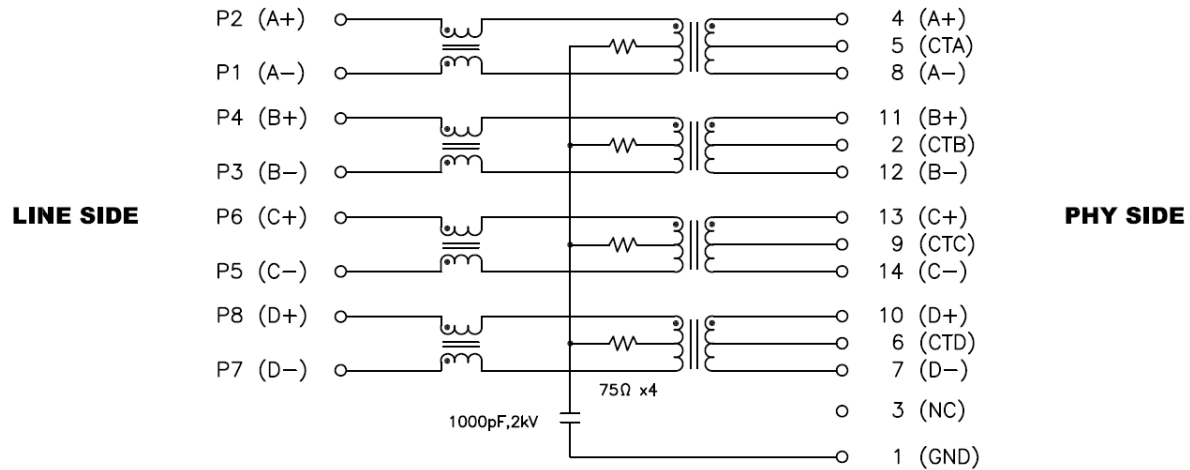 P2 (A+) 4 (A+)
5 (CTA)
P1 (A−) 8 (A−)
P4 (B+) 11 (B+)
2 (CTB)
P3 (B−) 12 (B−)
LINE SIDE P6 (C+) 13 (C+) PHY SIDE
9 (CTC)
P5 (C−) 14 (C−)
P8 (D+) 10 (D+)
6 (CTD)
P7 (D−) 7 (D−)
75Ω x4
3 (NC)
1000pF,2kV
1 (GND)